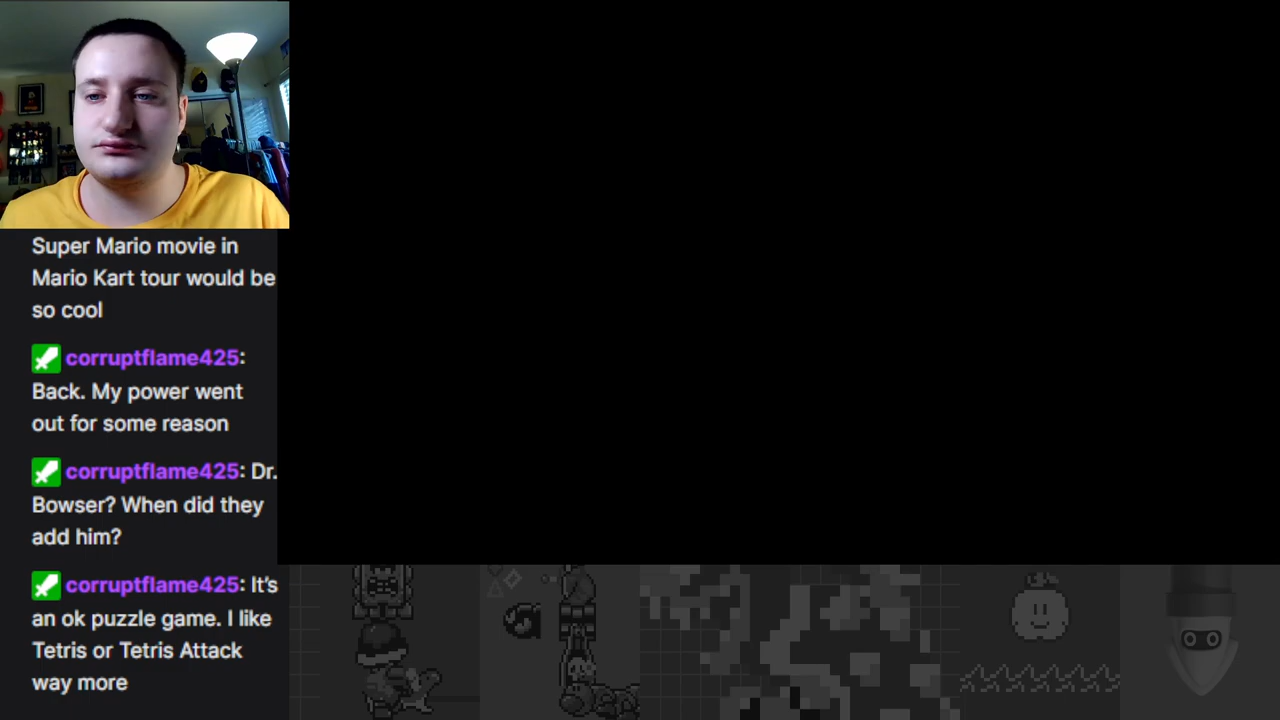 Super Mario movie in
Mario Kart tour would be
so cool
corruptflame425:
Back. My power went
out for some reason
corruptflame425: Dr.
Bowser? When did they
add him?
corruptflame425: It's
an ok puzzle game. I like
Tetris or Tetris Attack
way more